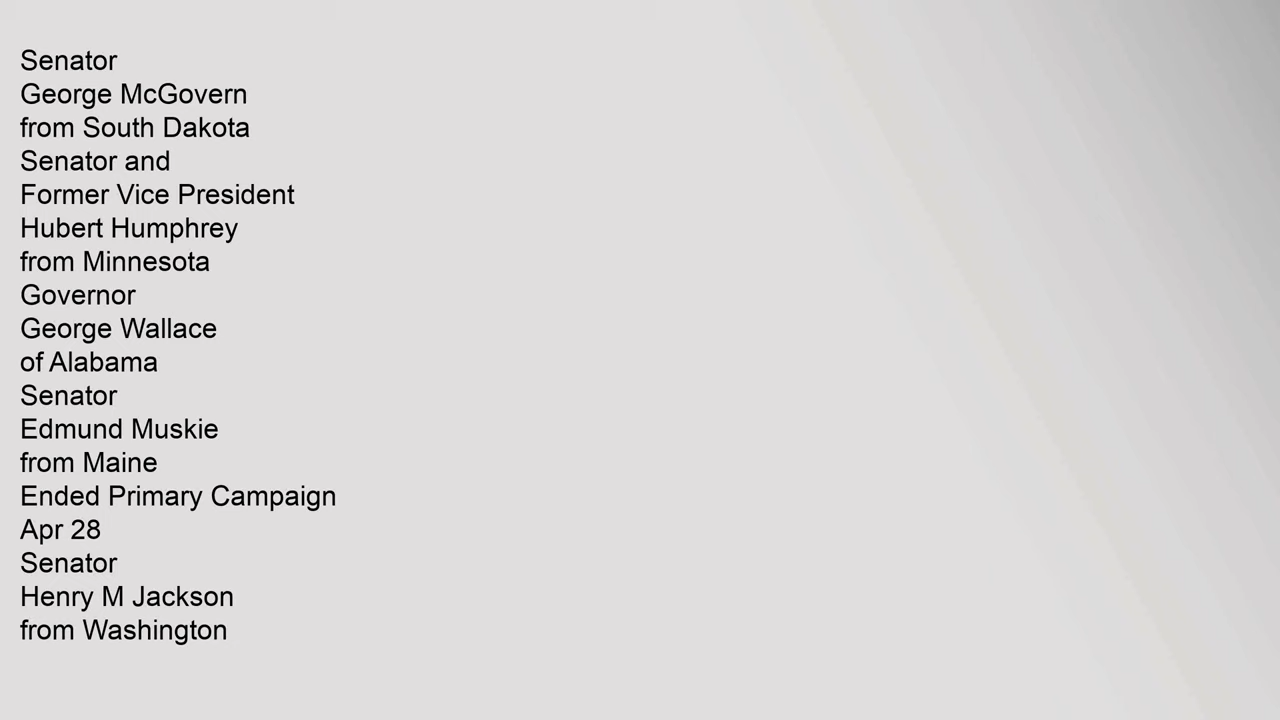 Senator
George McGovern
from South Dakota
Senator and
Former Vice President
Hubert Humphrey
from Minnesota
Governor
George Wallace
of Alabama
Senator
Edmund Muskie
from Maine
Ended Primary Campaign
Apr 28
Senator
Henry M Jackson
from Washington